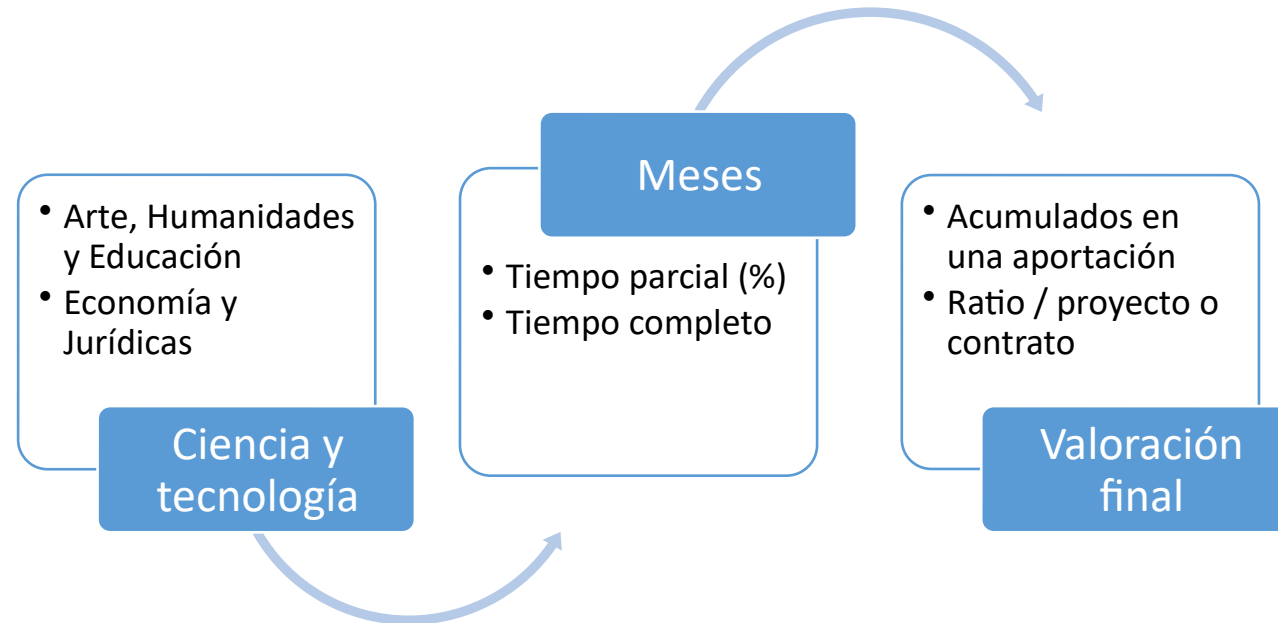 • Arte, Humanidades
y Educación
• Economía y
Jurídicas
Ciencia y
tecnología
Meses
• Tiempo parcial (%)
• Tiempo completo
• Acumulados en
una aportación
• Ratio / proyecto o
contrato
Valoración
final